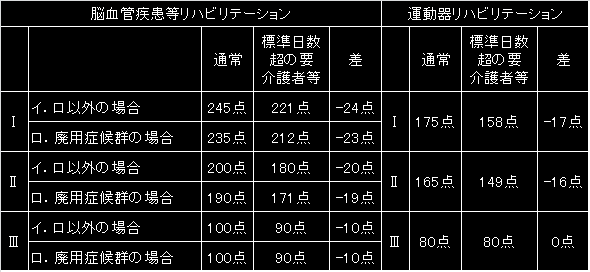 脳血管疾患等リハビリテーション 運動器リハビリテーション
通常 標準日数超の要介護者等 差 通常 標準日数超の要介護者等 差
Ⅰ イ．ロ以外の場合 245点 221点 -24点 Ⅰ 175点 158点 -17点
ロ．廃用症候群の場合 235点 212点 -23点
Ⅱ イ．ロ以外の場合 200点 180点 -20点 Ⅱ 165点 149点 -16点
ロ．廃用症候群の場合 190点 171点 -19点
Ⅲ イ．ロ以外の場合 100点 90点 -10点 Ⅲ 80点 80点 0点
ロ．廃用症候群の場合 100点 90点 -10点